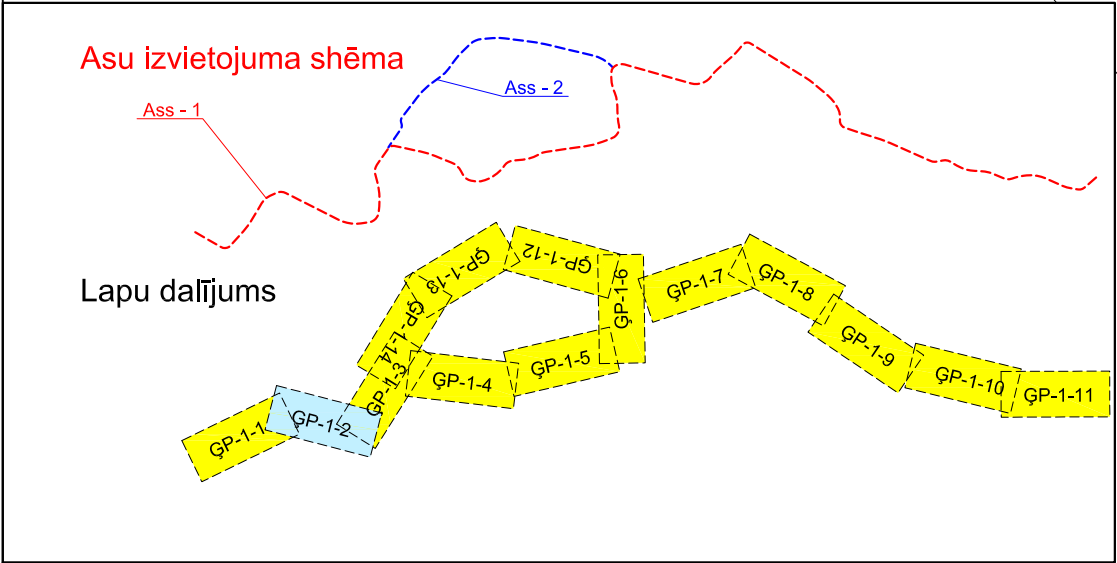 Asu izvietojuma shēma
Ass - 1
Ass - 2
Lapu dalījums
ĢP-1-1
ĢP-1-2
ĢP-1-3
ĢP-1-14
ĢP-1-13
ĢP-1-12
ĢP-1-4
ĢP-1-5
ĢP-1-6
ĢP-1-7
ĢP-1-8
ĢP-1-9
ĢP-1-10
ĢP-1-11